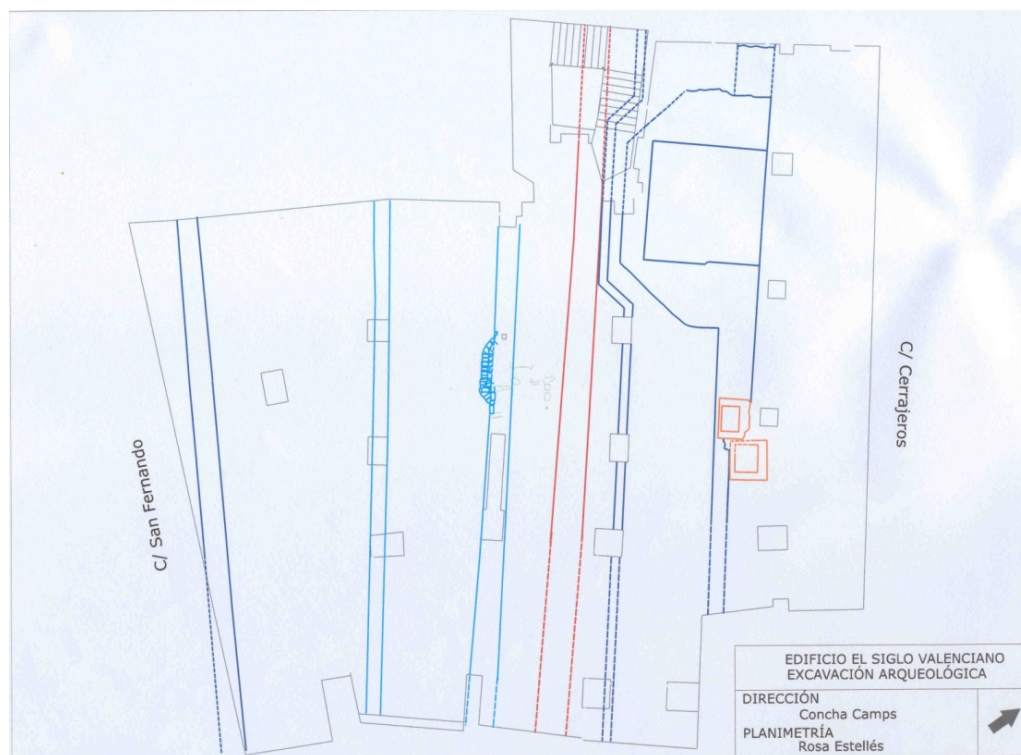 C/ San Fernando
C/ Cerrajeros
EDIFICIO EL SIGLO VALENCIANO
EXCAVACIÓN ARQUEOLÓGICA
DIRECCIÓN
Concha Camps
PLANIMETRÍA
Rosa Estellés